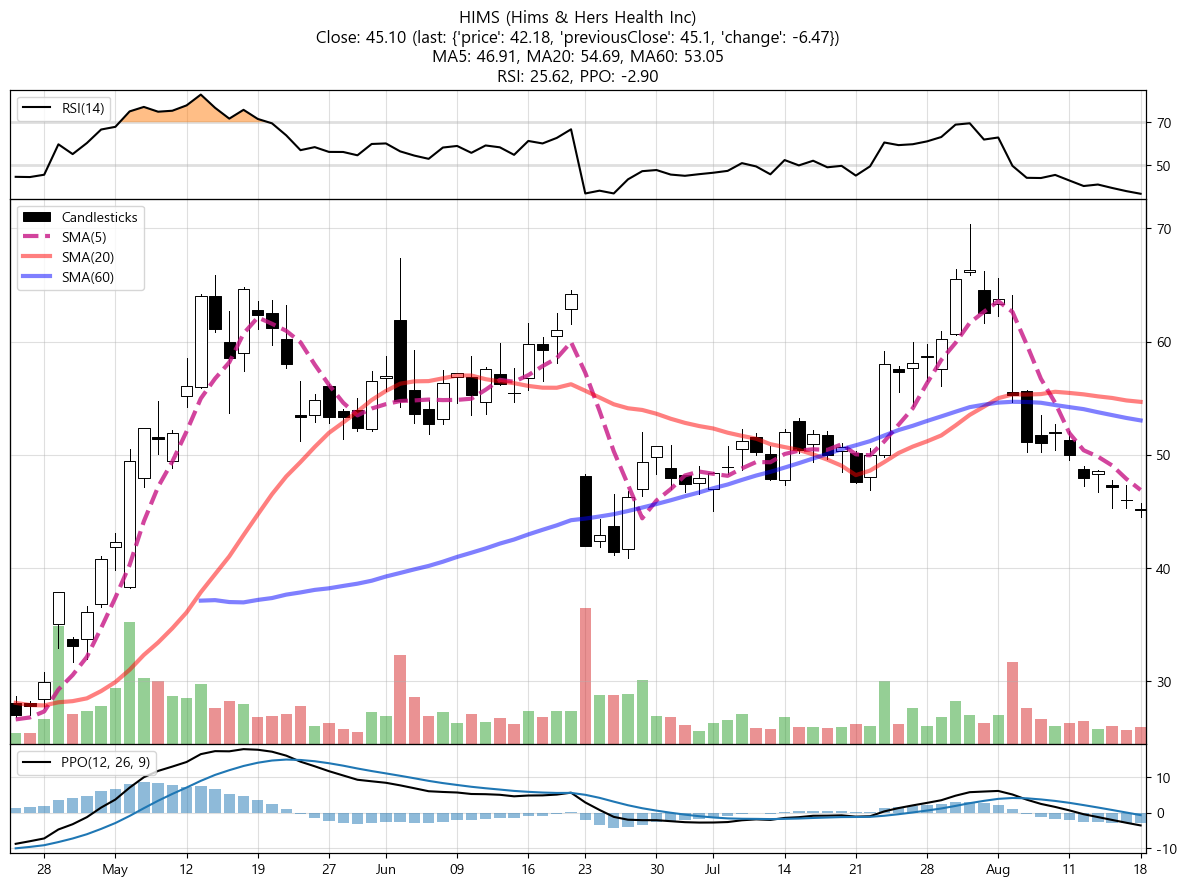 HIMS (Hims & Hers Health Inc)
Close: 45.10 (last: {'price': 42.18, 'previousClose': 45.1, 'change': -6.47})
MA5: 46.91, MA20: 54.69, MA60: 53.05
RSI: 25.62, PPO: -2.90
RSI(14)
70
50
Candlesticks
SMA(5)
SMA(20)
SMA(60)
70
60
50
40
30
PPO(12, 26, 9)
10
0
-10
28 May 12 19 27 Jun 09 16 23 30 Jul 14 21 28 Aug 11 18